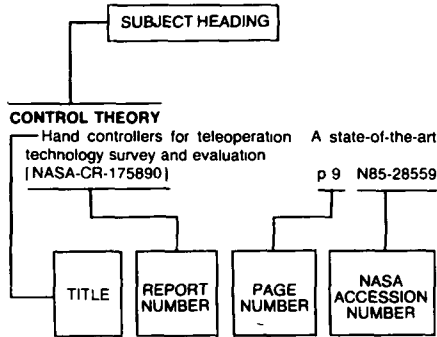 SUBJECT HEADING
CONTROL THEORY
Hand controllers for teleoperation A state-of-the-art
technology survey and evaluation
[NASA-CR-175890] p 9 N85-28559
TITLE
REPORT
NUMBER
PAGE
NUMBER
NASA
ACCESSION
NUMBER